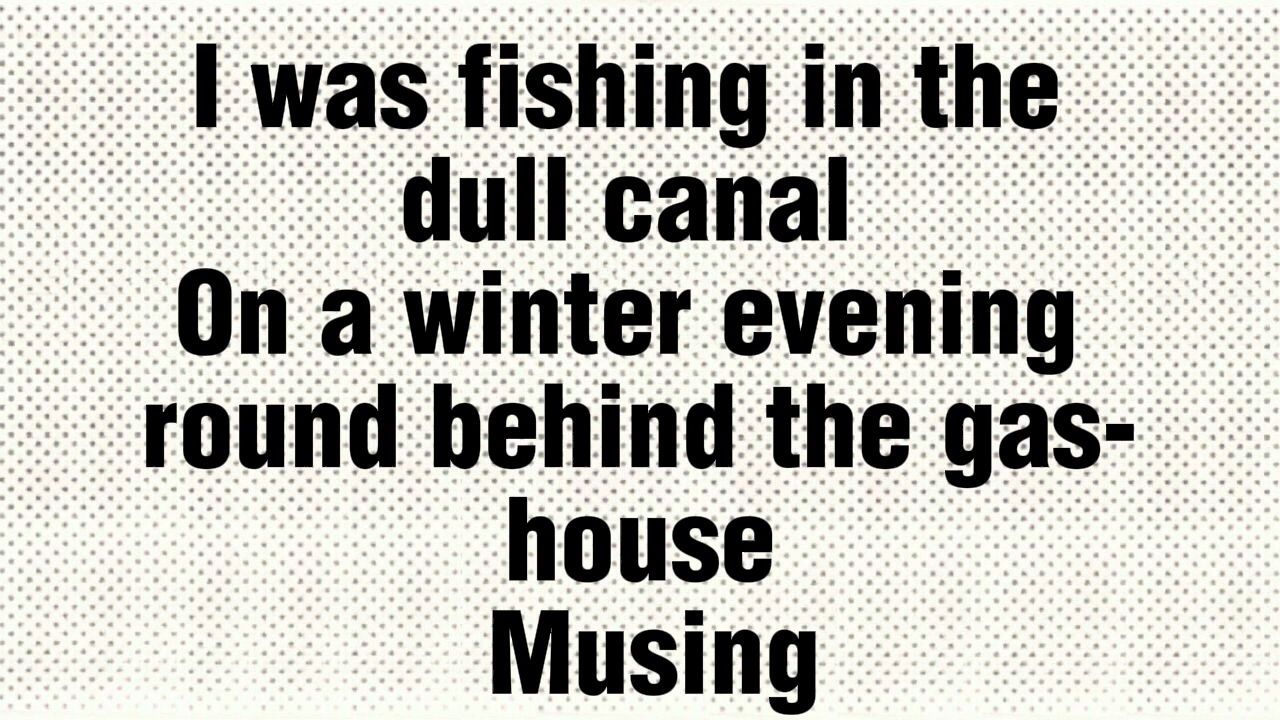 I was fishing in the
dull canal
On a winter evening
round behind the gas-
house
Musing